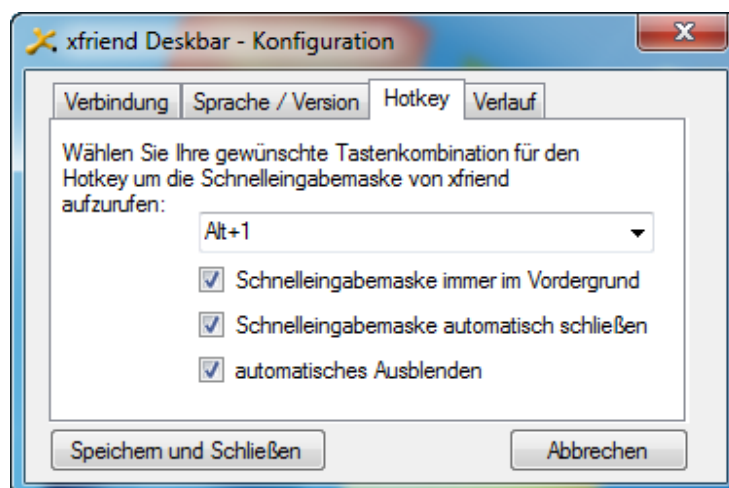 xfriend Deskbar - Konfiguration
Verbindung Sprache / Version Hotkey Verlauf
Wählen Sie Ihre gewünschte Tastenkombination für den
Hotkey um die Schnelleingabemaske von xfriend
aufzurufen:
Alt+1
Schnelleingabemaske immer im Vordergrund
Schnelleingabemaske automatisch schließen
automatisches Ausblenden
Speichern und Schließen Abbrechen